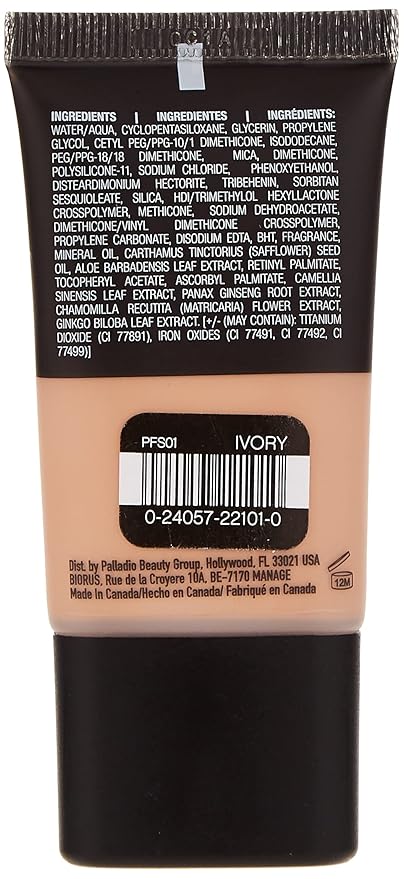 INGREDIENTS | INGREDIENTES | INGRÉDIENTS:
WATER/AQUA, CYCLOPENTASILOXANE, GLYCERIN, PROPYLENE
GLYCOL, CETYL PEG/PPG-10/1 DIMETHICONE, ISODODECANE,
PEG/PPG-18/18 DIMETHICONE, MICA, DIMETHICONE,
POLYSILICONE-11, SODIUM CHLORIDE, PHENOXYETHANOL,
DISTEARDIMONIUM HECTORITE, TRIBEHENIN, SORBITAN
SESQUIOLEATE, SILICA, HDI/TRIMETHYLOL HEXYLLACTONE
CROSSPOLYMER, METHICONE, SODIUM DEHYDROACETATE,
DIMETHICONE/VINYL DIMETHICONE CROSSPOLYMER,
PROPYLENE CARBONATE, DISODIUM EDTA, BHT, FRAGRANCE,
MINERAL OIL, CARTHAMUS TINCTORIUS (SAFFLOWER) SEED
OIL, ALOE BARBADENSIS LEAF EXTRACT, RETINYL PALMITATE,
TOCOPHERYL ACETATE, ASCORBYL PALMITATE, CAMELLIA
SINENSIS LEAF EXTRACT, PANAX GINSENG ROOT EXTRACT,
CHAMOMILLA RECUTITA (MATRICARIA) FLOWER EXTRACT,
GINKGO BILOBA LEAF EXTRACT. [+/- (MAY CONTAIN): TITANIUM
DIOXIDE (CI 77891), IRON OXIDES (CI 77491, CI 77492, CI
77499)]
PFS01 IVORY
0-24057-22101-0
Dist. by Palladio Beauty Group, Hollywood, FL 33021 USA
BIORUS, Rue de la Croyere 10A, BE-7170 MANAGE
Made In Canada/Hecho en Canada/ Fabriqué en Canada
12M